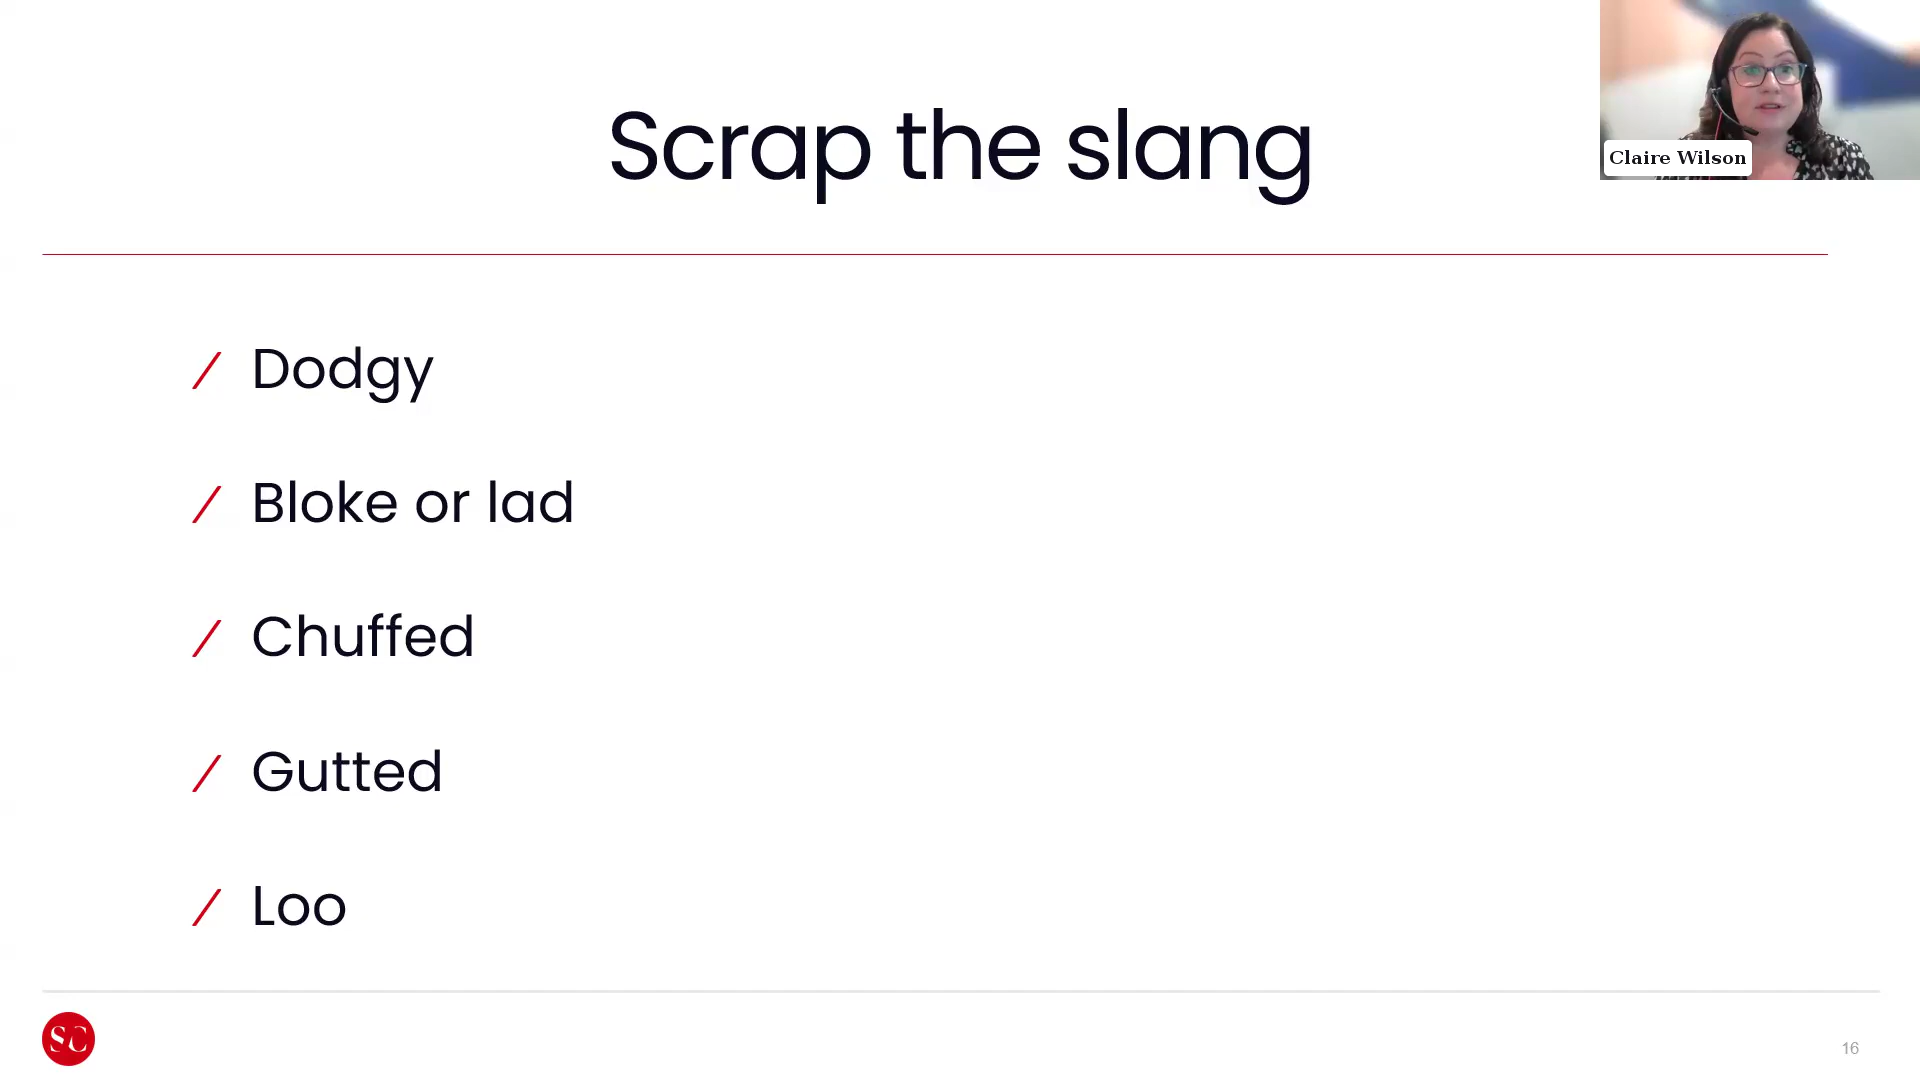 Scrap the slang
Claire Wilson
Dodgy
Bloke or lad
Chuffed
Gutted
Loo
SC
16